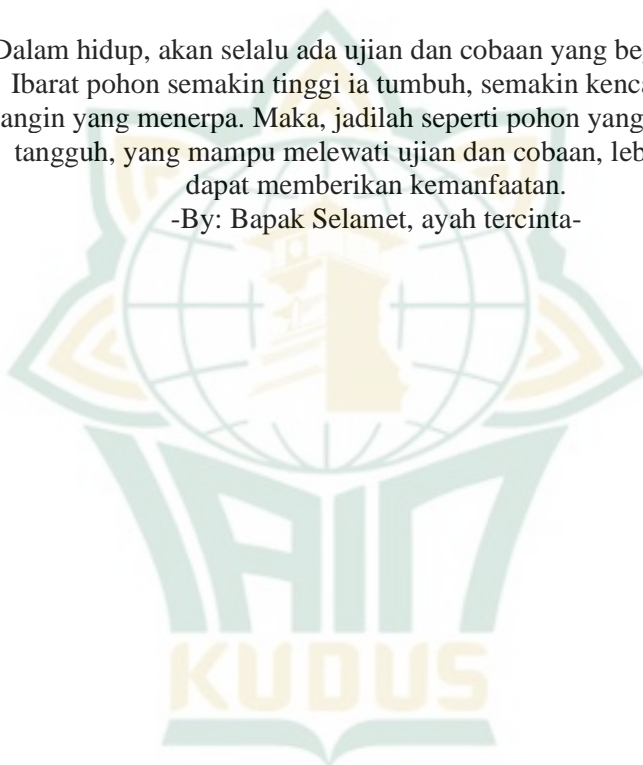 Dalam hidup, akan selalu ada ujian dan cobaan yang
Ibarat pohon semakin tinggi ia tumbuh, semakin
angin yang menerpa. Maka, jadilah seperti pohon yang
tangguh, yang mampu melewati ujian dan cobaan,
dapat memberikan kemanfaatan.
-By: Bapak Selamet, ayah tercinta-
IAIN
KUDUS